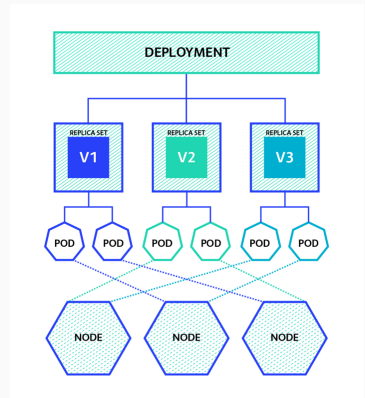 DEPLOYMENT
REPLICA SET REPLICA SET REPLICA SET
V1 V2 V3
POD POD POD POD POD POD
NODE NODE NODE